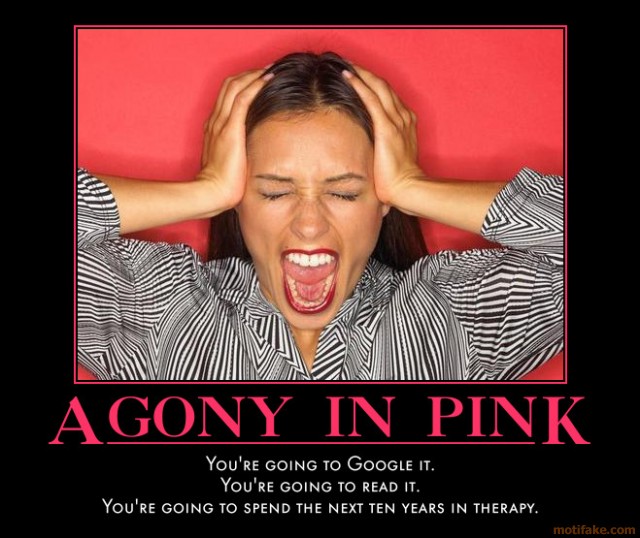 Agony in Pink
You're going to Google it.
You're going to read it.
You're going to spend the next ten years in therapy.
motifake.com